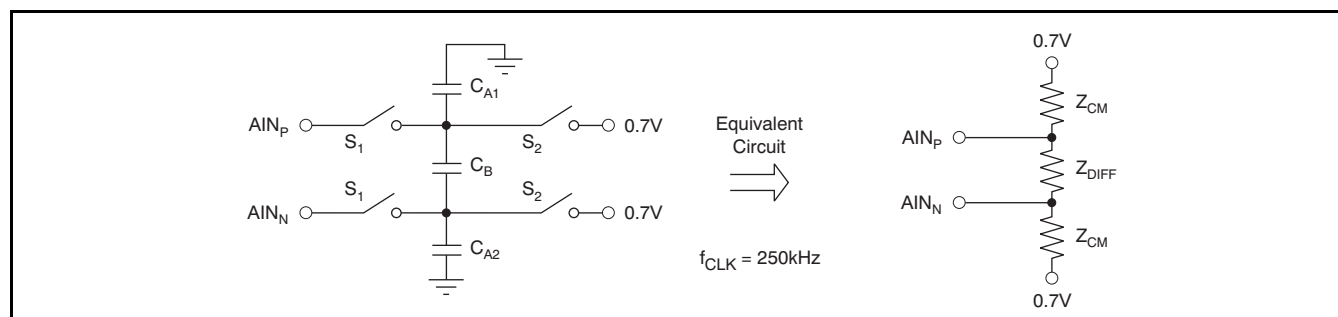 C_A1
AIN_P
S_1
S_2
0.7V
C_B
AIN_N
S_1
S_2
0.7V
C_A2
Equivalent
Circuit
f_CLK = 250kHz
0.7V
Z_CM
AIN_P
Z_DIFF
AIN_N
Z_CM
0.7V